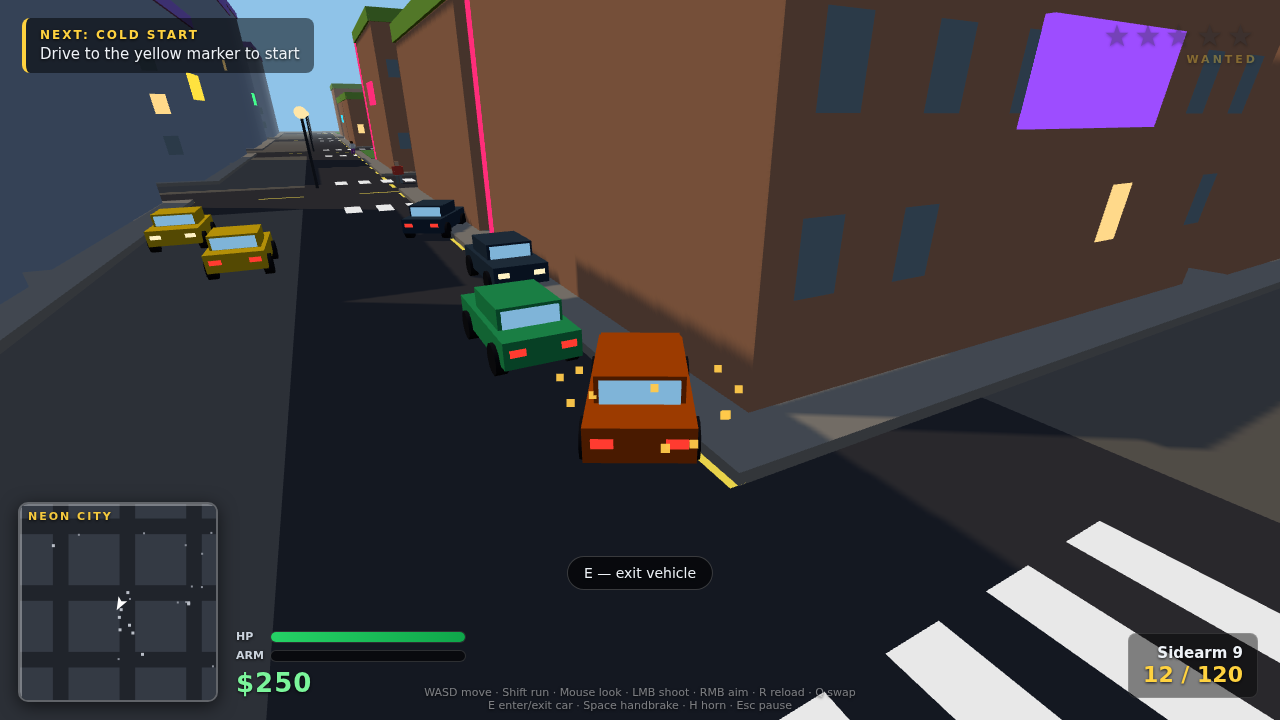 NEXT: COLD START
Drive to the yellow marker to start
★★★★★
WANTED
E — exit vehicle
NEON CITY
HP
ARM
$250
Sidearm 9
12 / 120
WASD move · Shift run · Mouse look · LMB shoot · RMB aim · R reload · Q swap
E enter/exit car · Space handbrake · H horn · Esc pause